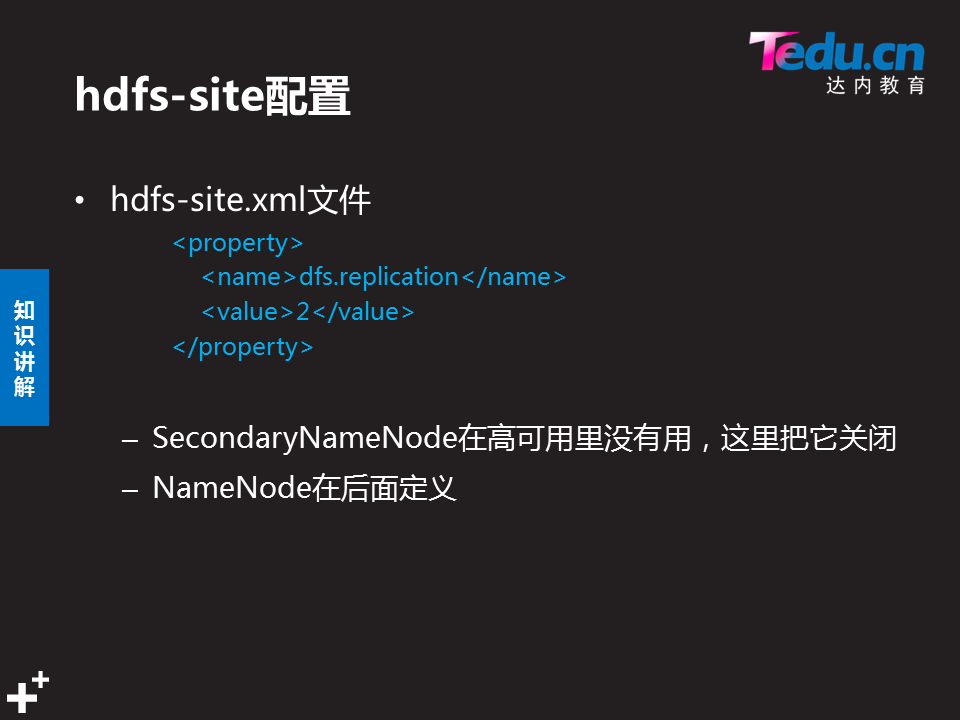 Tedu.cn
达内教育
hdfs-site配置
• hdfs-site.xml文件
<property>
<name>dfs.replication</name>
<value>2</value>
</property>
知识讲解
– SecondaryNameNode在高可用里没有用，这里把它关闭
– NameNode在后面定义